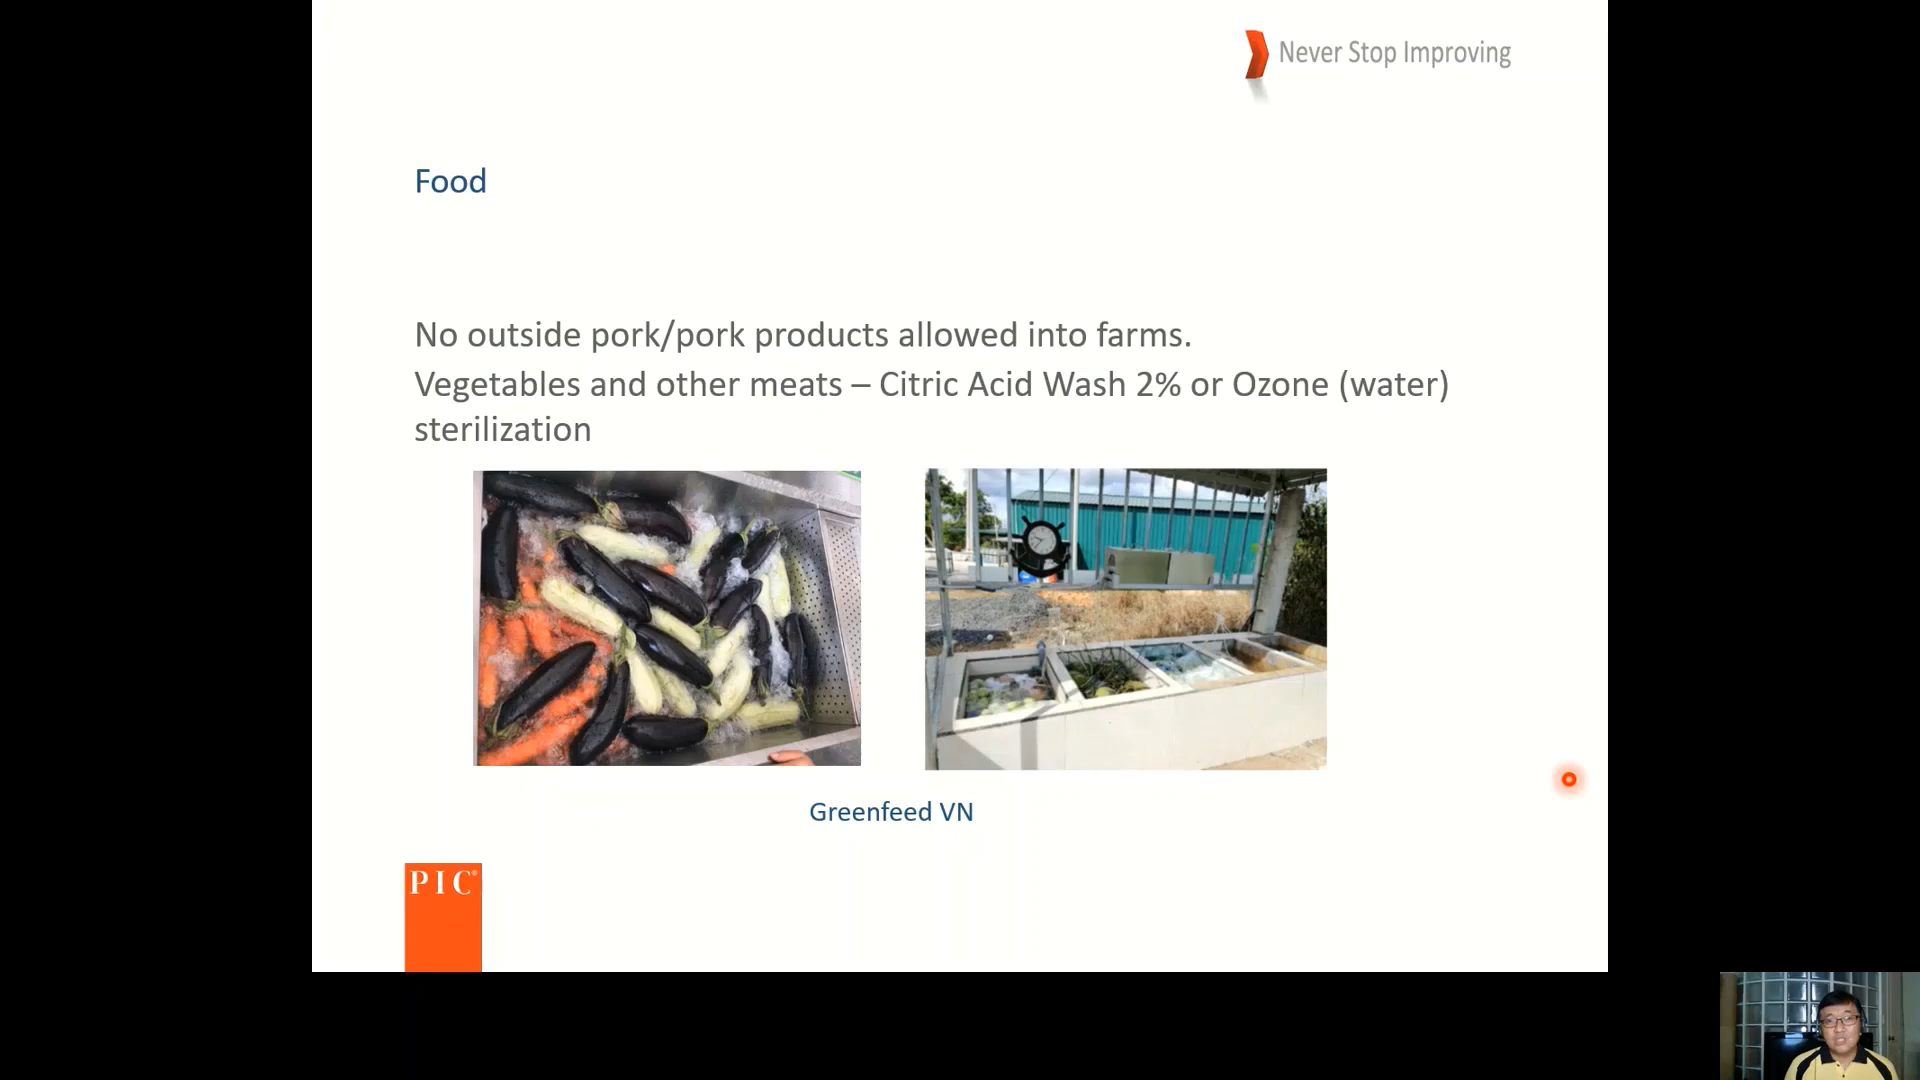 Never Stop Improving
Food
No outside pork/pork products allowed into farms.
Vegetables and other meats – Citric Acid Wash 2% or Ozone (water)
sterilization
Greenfeed VN
PIC®